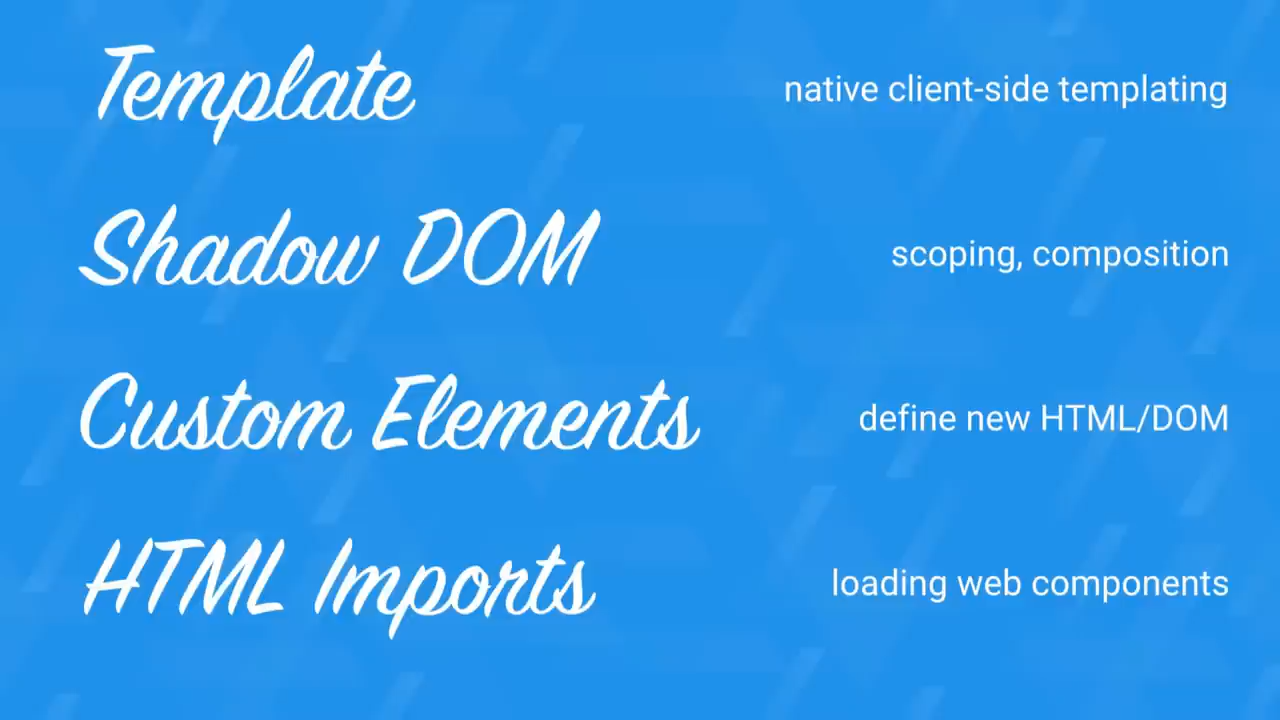 Template native client-side templating
Shadow DOM scoping, composition
Custom Elements define new HTML/DOM
HTML Imports loading web components